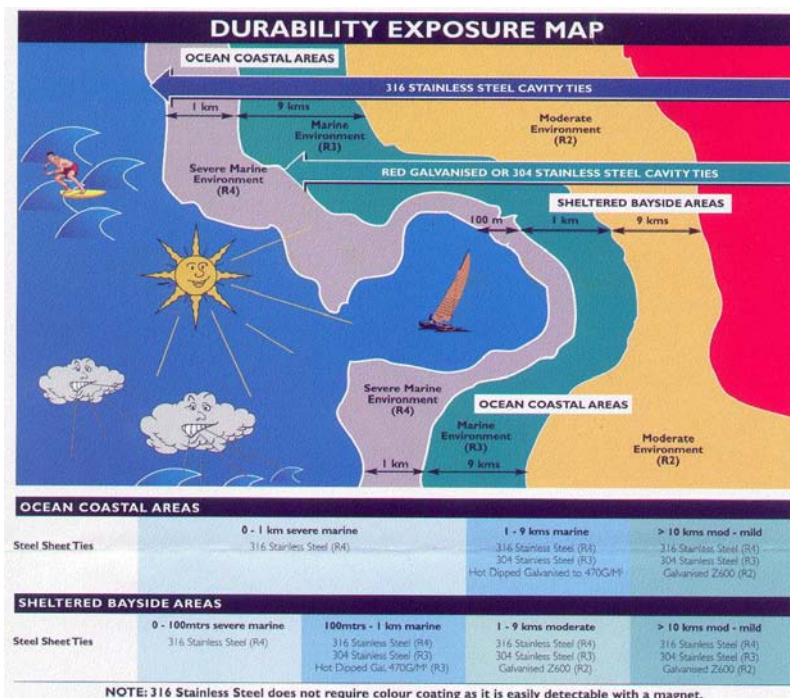 DURABILITY EXPOSURE MAP
OCEAN COASTAL AREAS
316 STAINLESS STEEL CAVITY TIES
1 km
9 kms
Marine
Environment
(R3)
Moderate
Environment
(R2)
Severe Marine
Environment
(R4)
RED GALVANISED OR 304 STAINLESS STEEL CAVITY TIES
SHELTERED BAYSIDE AREAS
100 m
1 km
9 kms
Severe Marine
Environment
(R4)
OCEAN COASTAL AREAS
Marine
Environment
(R3)
Moderate
Environment
(R2)
1 km
9 kms
OCEAN COASTAL AREAS
0 - 1 km severe marine
1 - 9 kms marine
> 10 kms mod - mild
Steel Sheet Ties
316 Stainless Steel (R4)
316 Stainless Steel (R4)
304 Stainless Steel (R3)
Hot Dipped Galvanised to 470G/M²
316 Stainless Steel (R4)
304 Stainless Steel (R3)
Galvanised Z600 (R2)
SHELTERED BAYSIDE AREAS
0 - 100mtrs severe marine
100mtrs - 1 km marine
1 - 9 kms moderate
> 10 kms mod - mild
Steel Sheet Ties
316 Stainless Steel (R4)
316 Stainless Steel (R4)
304 Stainless Steel (R3)
Hot Dipped Gal. 470G/M² (R3)
316 Stainless Steel (R4)
304 Stainless Steel (R3)
Galvanised Z600 (R2)
316 Stainless Steel (R4)
304 Stainless Steel (R3)
Galvanised Z600 (R2)
NOTE: 316 Stainless Steel does not require colour coating as it is easily detectable with a magnet.